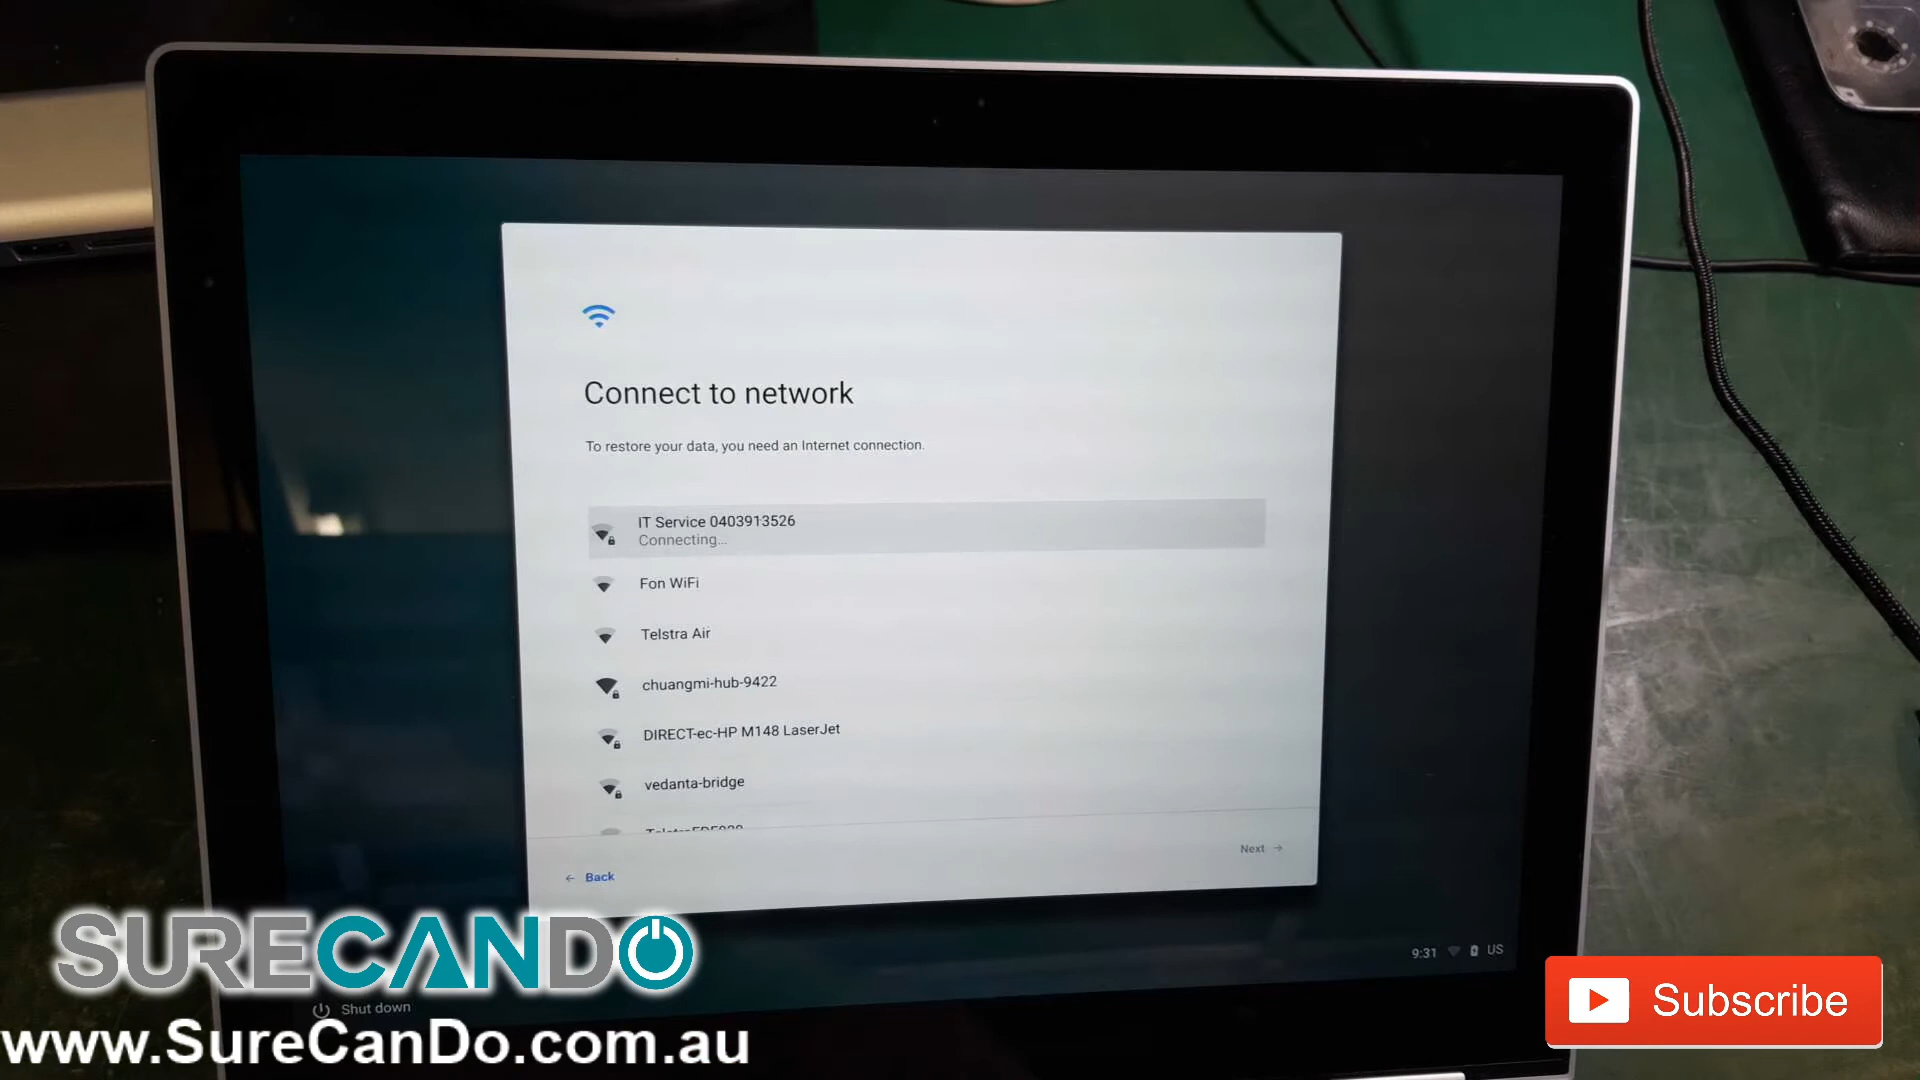 Connect to network
To restore your data, you need an Internet connection.
IT Service 0403913526
Connecting...
Fon WiFi
Telstra Air
chuangmi-hub-9422
DIRECT-ec-HP M148 LaserJet
vedanta-bridge
Next
Back
9:31 US
SURECANDO
Shut down
Subscribe
www.SureCanDo.com.au